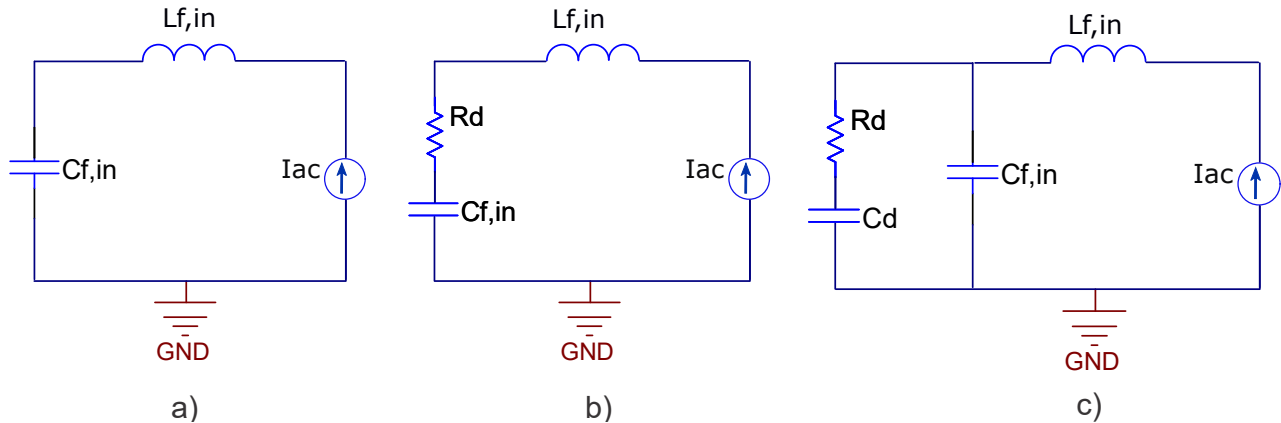 Lf,in
Cf,in
Iac
GND
a)
Lf,in
Rd
Cf,in
Iac
GND
b)
Lf,in
Rd
Cd
Cf,in
Iac
GND
c)